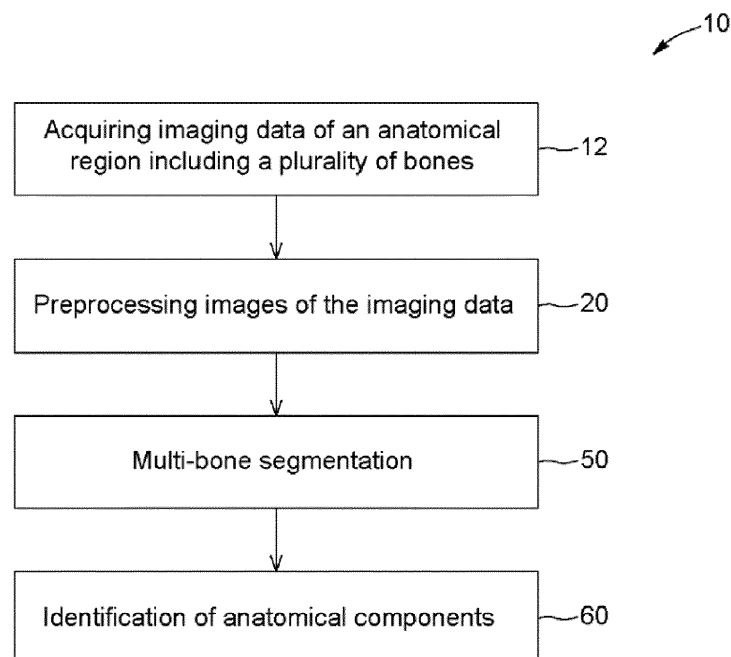 10
Acquiring imaging data of an anatomical
region including a plurality of bones
12
Preprocessing images of the imaging data
20
Multi-bone segmentation
50
Identification of anatomical components
60